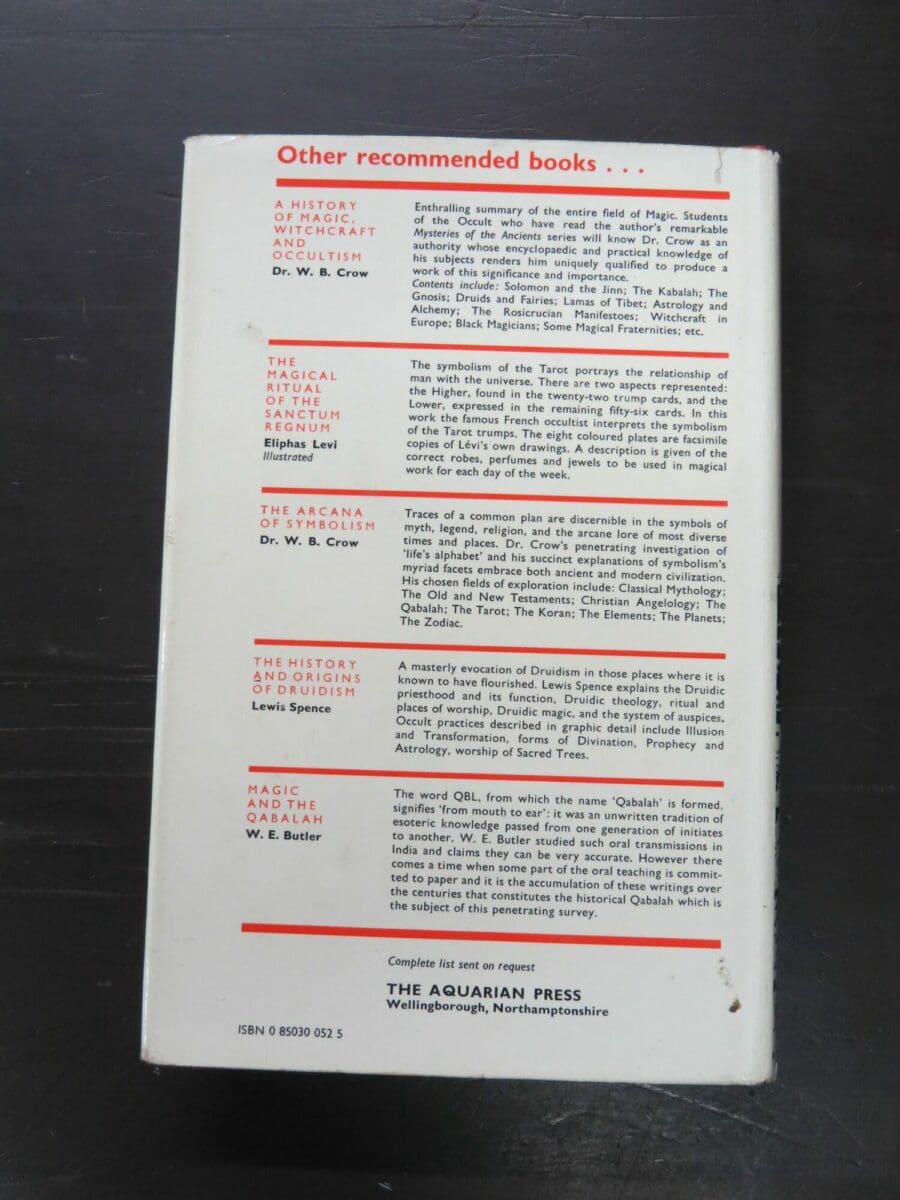 Other recommended books . . .
A HISTORY
OF MAGIC,
WITCHCRAFT
AND
OCCULTISM
Dr. W. B. Crow
Enthralling summary of the entire field of Magic. Students
of the Occult who have read the author's remarkable
Mysteries of the Ancients series will know Dr. Crow as an
authority whose encyclopaedic and practical knowledge of
his subjects renders him uniquely qualified to produce a
work of this significance and importance.
Contents include: Solomon and the Jinn; The Kabalah; The
Gnosis; Druids and Fairies; Lamas of Tibet; Astrology and
Alchemy; The Rosicrucian Manifestoes; Witchcraft in
Europe; Black Magicians; Some Magical Fraternities; etc.
THE
MAGICAL
RITUAL
OF THE
SANCTUM
REGNUM
Eliphas Levi
Illustrated
The symbolism of the Tarot portrays the relationship of
man with the universe. There are two aspects represented:
the Higher, found in the twenty-two trump cards, and the
Lower, expressed in the remaining fifty-six cards. In this
work the famous French occultist interprets the symbolism
of the Tarot trumps. The eight coloured plates are facsimile
copies of Lévi's own drawings. A description is given of the
correct robes, perfumes and jewels to be used in magical
work for each day of the week.
THE ARCANA
OF SYMBOLISM
Dr. W. B. Crow
Traces of a common plan are discernible in the symbols of
myth, legend, religion, and the arcane lore of most diverse
times and places. Dr. Crow's penetrating investigation of
'life's alphabet' and his succinct explanations of symbolism's
myriad facets embrace both ancient and modern civilization.
His chosen fields of exploration include: Classical Mythology;
The Old and New Testaments; Christian Angelology; The
Qabalah; The Tarot; The Koran; The Elements; The Planets;
The Zodiac.
THE HISTORY
AND ORIGINS
OF DRUIDISM
Lewis Spence
A masterly evocation of Druidism in those places where it is
known to have flourished. Lewis Spence explains the Druidic
priesthood and its function, Druidic theology, ritual and
places of worship, Druidic magic, and the system of auspices.
Occult practices described in graphic detail include Illusion
and Transformation, forms of Divination, Prophecy and
Astrology, worship of Sacred Trees.
MAGIC
AND THE
QABALAH
W. E. Butler
The word QBL, from which the name 'Qabalah' is formed,
signifies 'from mouth to ear': it was an unwritten tradition of
esoteric knowledge passed from one generation of initiates
to another. W. E. Butler studied such oral transmissions in
India and claims they can be very accurate. However there
comes a time when some part of the oral teaching is commit-
ted to paper and it is the accumulation of these writings over
the centuries that constitutes the historical Qabalah which is
the subject of this penetrating survey.
Complete list sent on request
THE AQUARIAN PRESS
Wellingborough, Northamptonshire
ISBN 0 85030 052 5